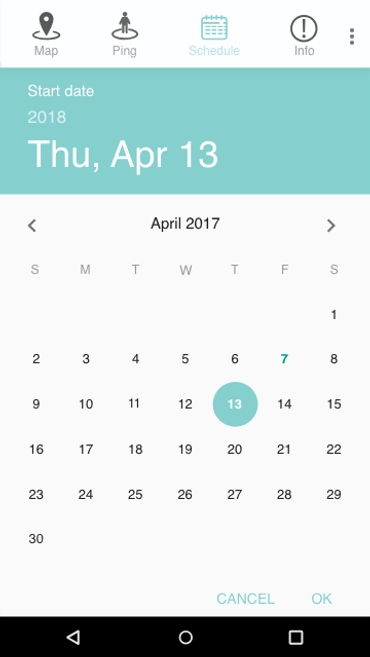 Map Ping Schedule Info
Start date
2018
Thu, Apr 13
April 2017
S M T W T F S
1
2 3 4 5 6 7 8
9 10 11 12 13 14 15
16 17 18 19 20 21 22
23 24 25 26 27 28 29
30
CANCEL OK